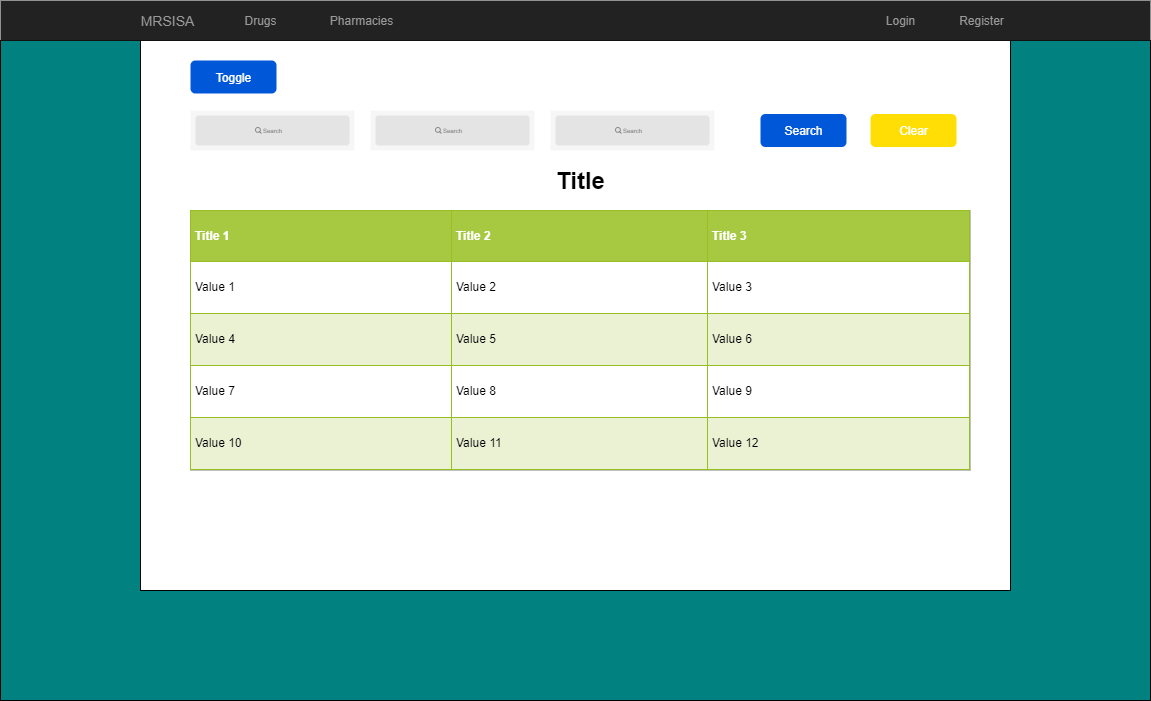 MRSISA Drugs Pharmacies Login Register
Toggle
Search Search Search Search Clear
Title
Title 1 Title 2 Title 3
Value 1 Value 2 Value 3
Value 4 Value 5 Value 6
Value 7 Value 8 Value 9
Value 10 Value 11 Value 12